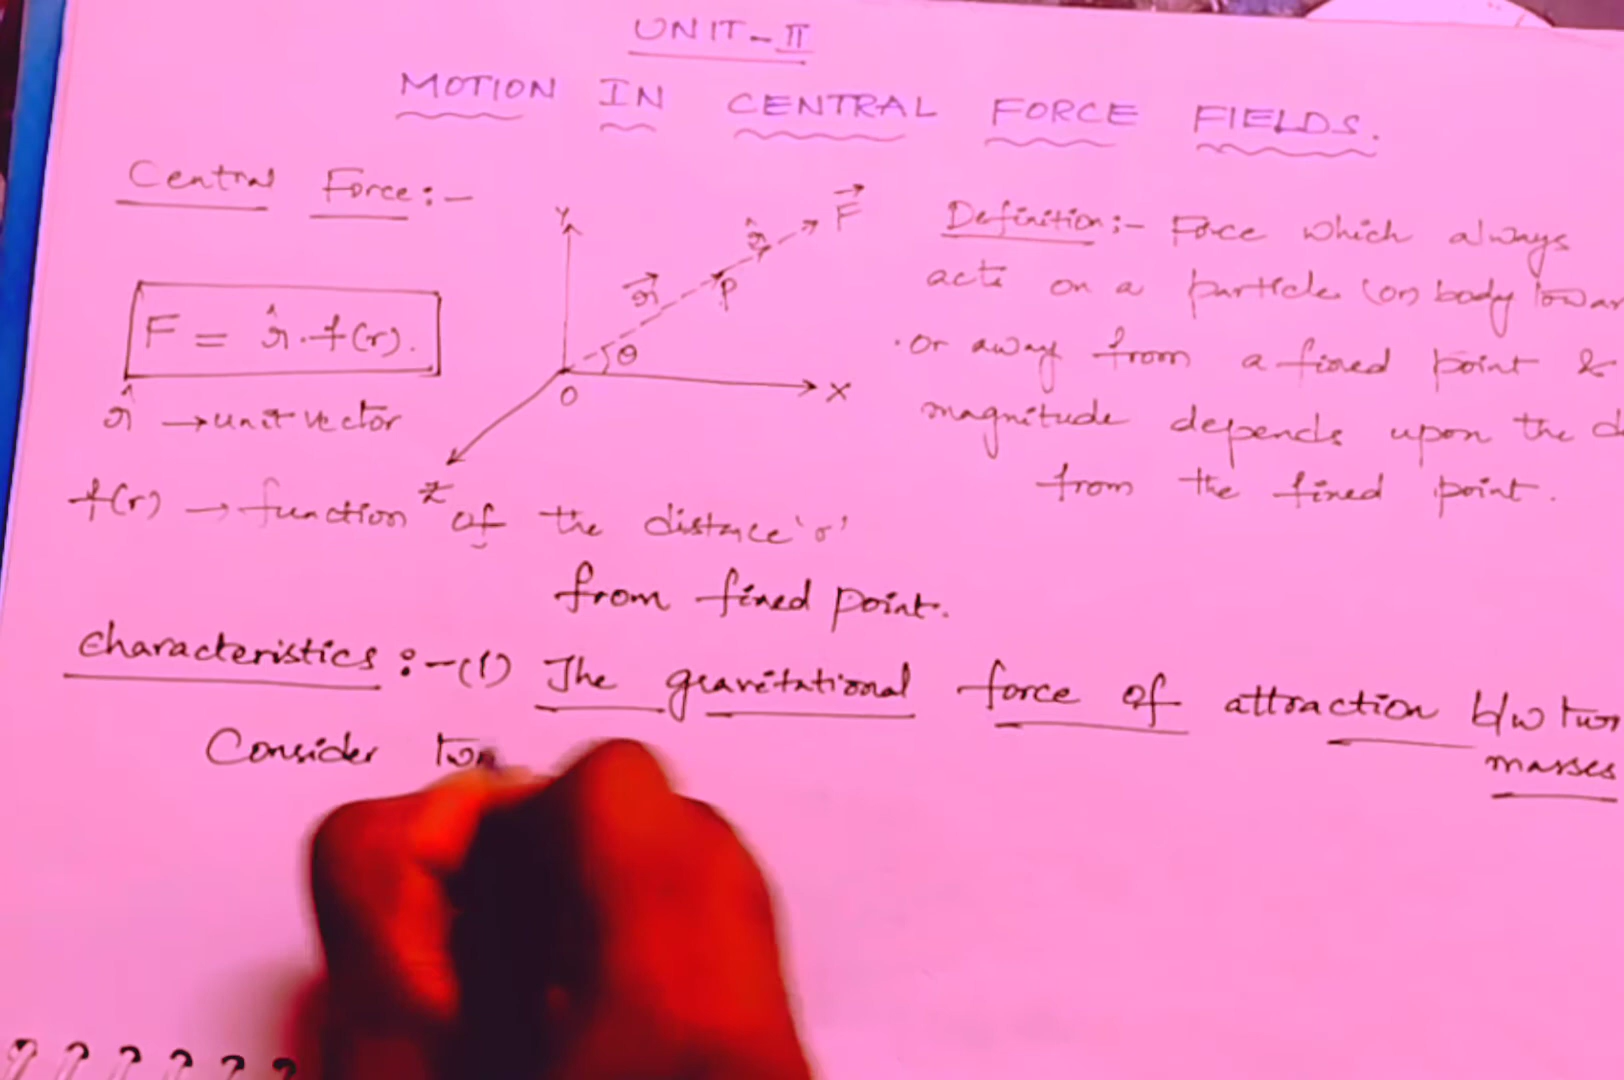 UNIT-II
MOTION IN CENTRAL FORCE FIELDS.
Central Force:-
F = r̂.f(r).
r̂ → unit vector
Y
r⃗
P
r̂
F⃗
θ
O
X
Z
Definition:- Force which always
acts on a particle (or) body towar
or away from a fixed point &
magnitude depends upon the d
from the fixed point.
f(r) → function of the distance 'r'
from fixed point.
Characteristics :-(1) The gravitational force of attraction b/w two
masses
Consider two